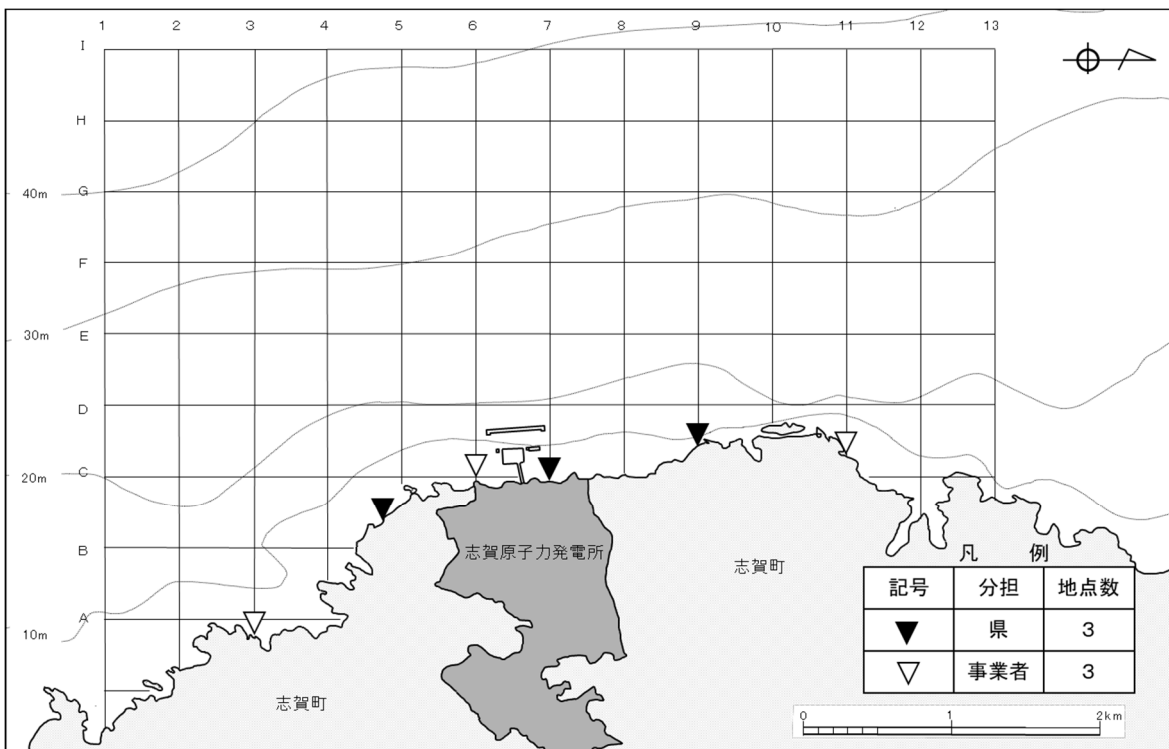 1 2 3 4 5 6 7 8 9 10 11 12 13
I
H
40m G
F
30m E
D
20m C
B
志賀原子力発電所
志賀町
凡 例
記号 分担 地点数
▼ 県 3
▽ 事業者 3
10m A
志賀町
0 1 2km